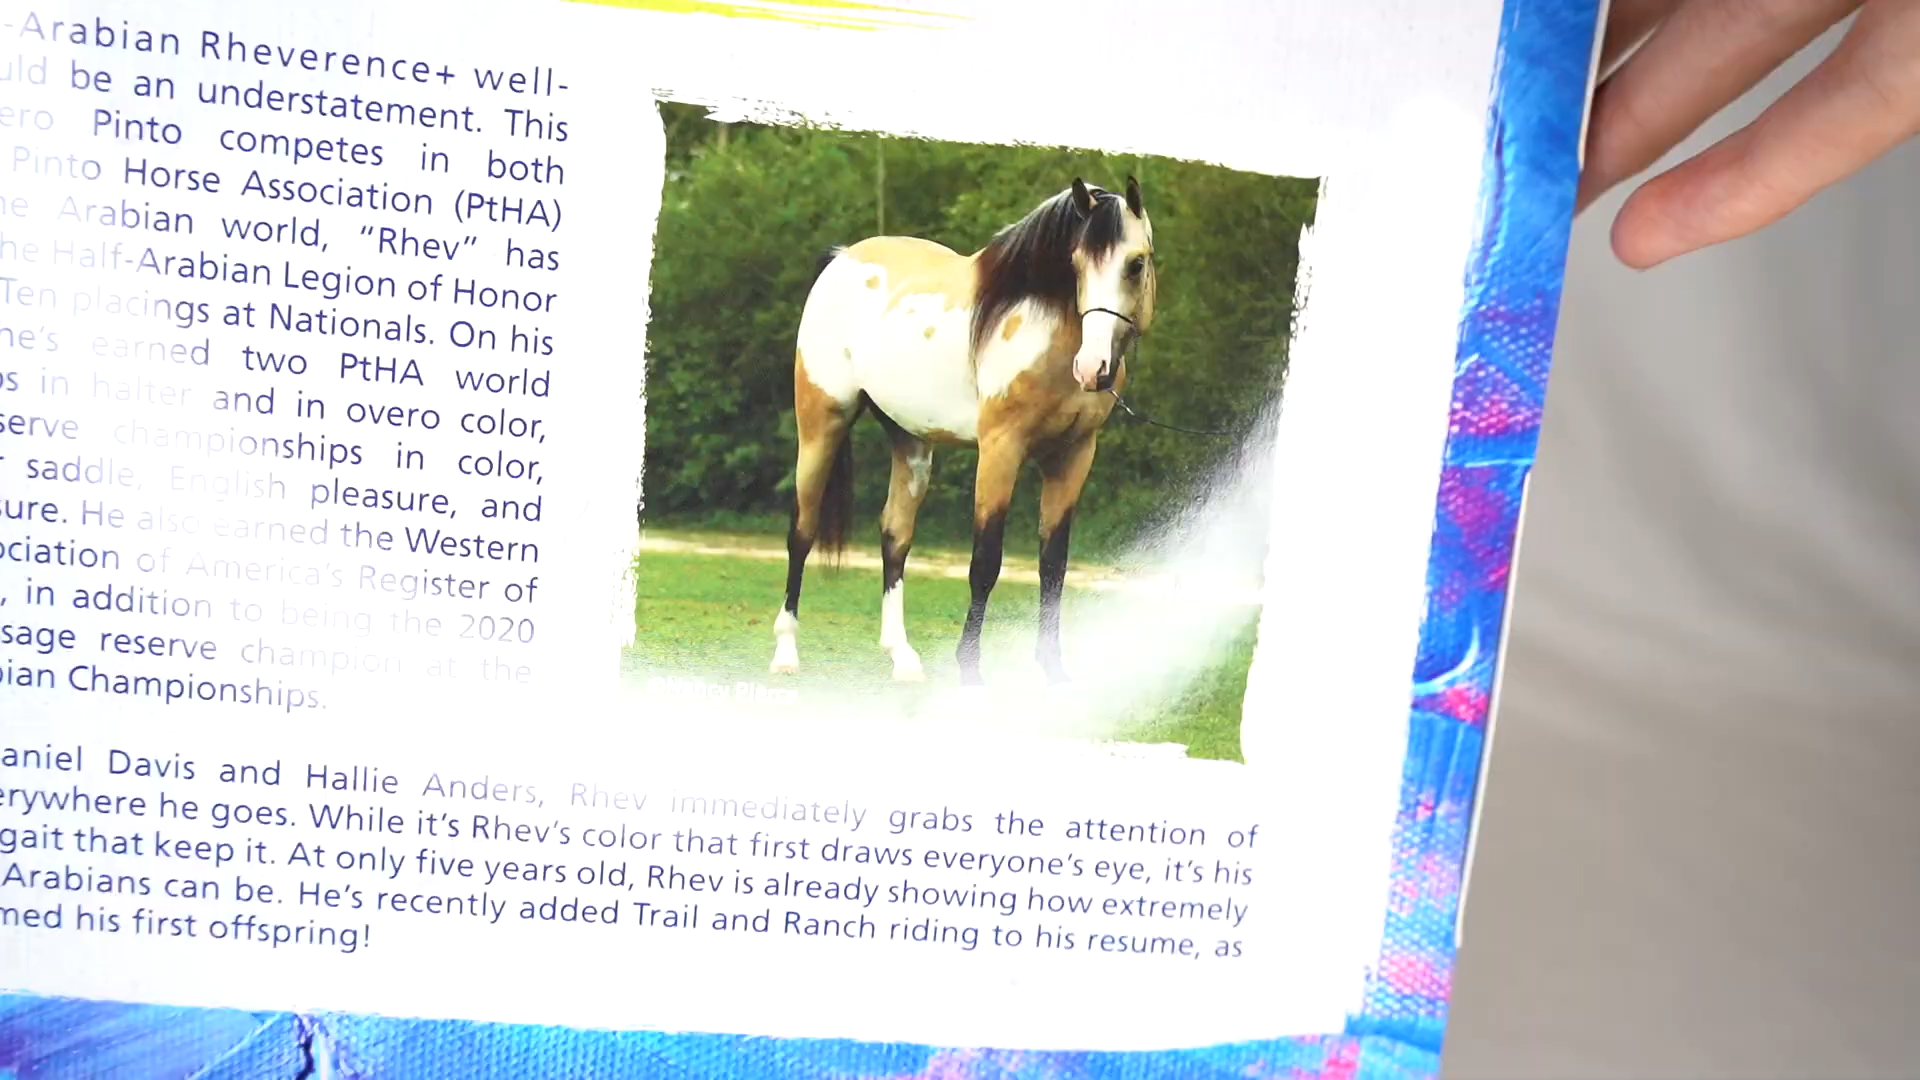 -Arabian Rheverence+ well-
uld be an understatement. This
ero Pinto competes in both
Pinto Horse Association (PtHA)
he Arabian world, “Rhev” has
he Half-Arabian Legion of Honor
Ten placings at Nationals. On his
he’s earned two PtHA world
ps in halter and in overo color,
serve championships in color,
r saddle, English pleasure, and
sure. He also earned the Western
ociation of America’s Register of
, in addition to being the 2020
sage reserve champion at the
bian Championships.
aniel Davis and Hallie Anders, Rhev immediately grabs the attention of
erywhere he goes. While it’s Rhev’s color that first draws everyone’s eye, it’s his
gait that keep it. At only five years old, Rhev is already showing how extremely
Arabians can be. He’s recently added Trail and Ranch riding to his resume, as
med his first offspring!